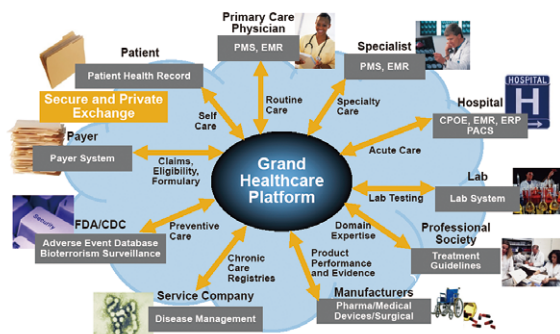 Primary Care
Physician
PMS, EMR
Specialist
PMS, EMR
Patient
Patient Health Record
Secure and Private
Exchange
Hospital
HOSPITAL
H
CPOE, EMR, ERP
PACS
Routine
Care
Specialty
Care
Self
Care
Acute Care
Payer
Payer System
Claims,
Eligibility,
Formulary
Grand
Healthcare
Platform
Lab
Lab System
Lab Testing
FDA/CDC
Security
Adverse Event Database
Bioterrorism Surveillance
Preventive
Care
Domain
Expertise
Professional
Society
Treatment
Guidelines
Chronic
Care
Registries
Product
Performance
and Evidence
Service Company
Disease Management
Manufacturers
Pharma/Medical
Devices/Surgical